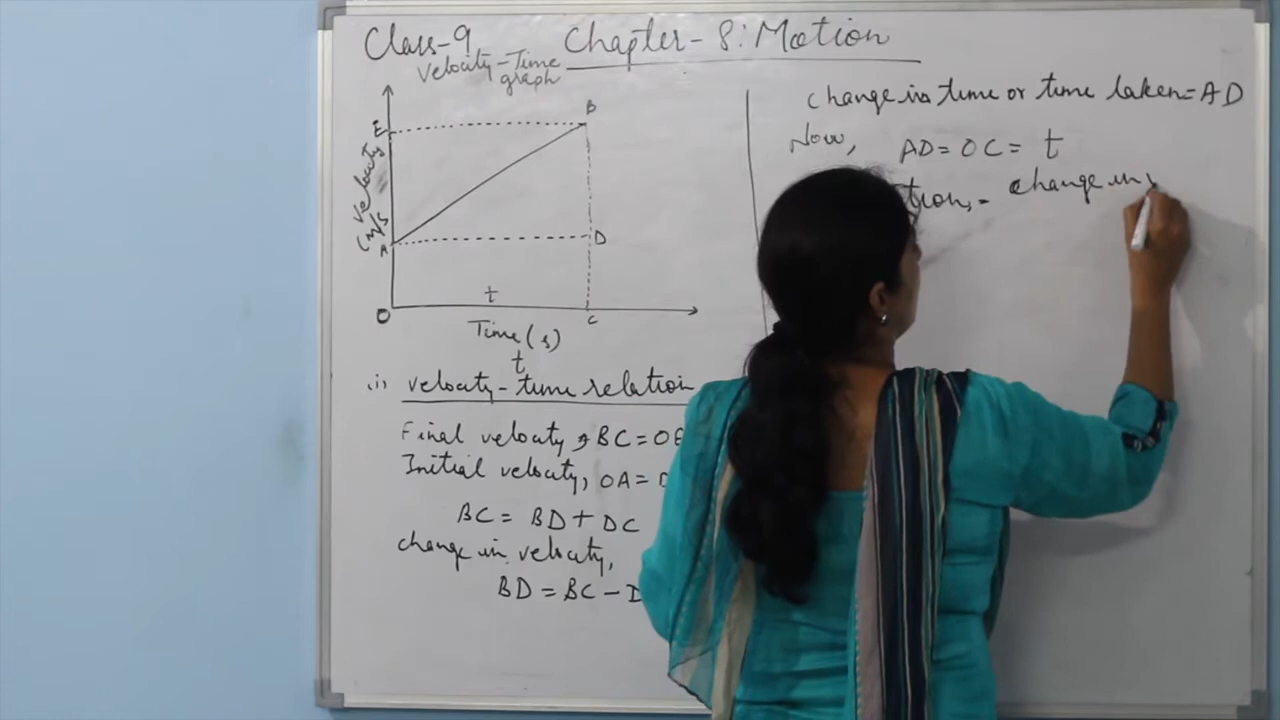 Class-9 Chapter-8: Motion
Velocity-Time
graph
E
B
Velocity
(m/s
A
D
O
t
C
Time (s)
t
(i) velocity-time relation
Final velocity, BC=OE
Initial velocity, OA=
BC= BD+DC
change in velocity,
BD=BC-
change in time or time taken=AD
Now, AD=OC= t
tion,= change in